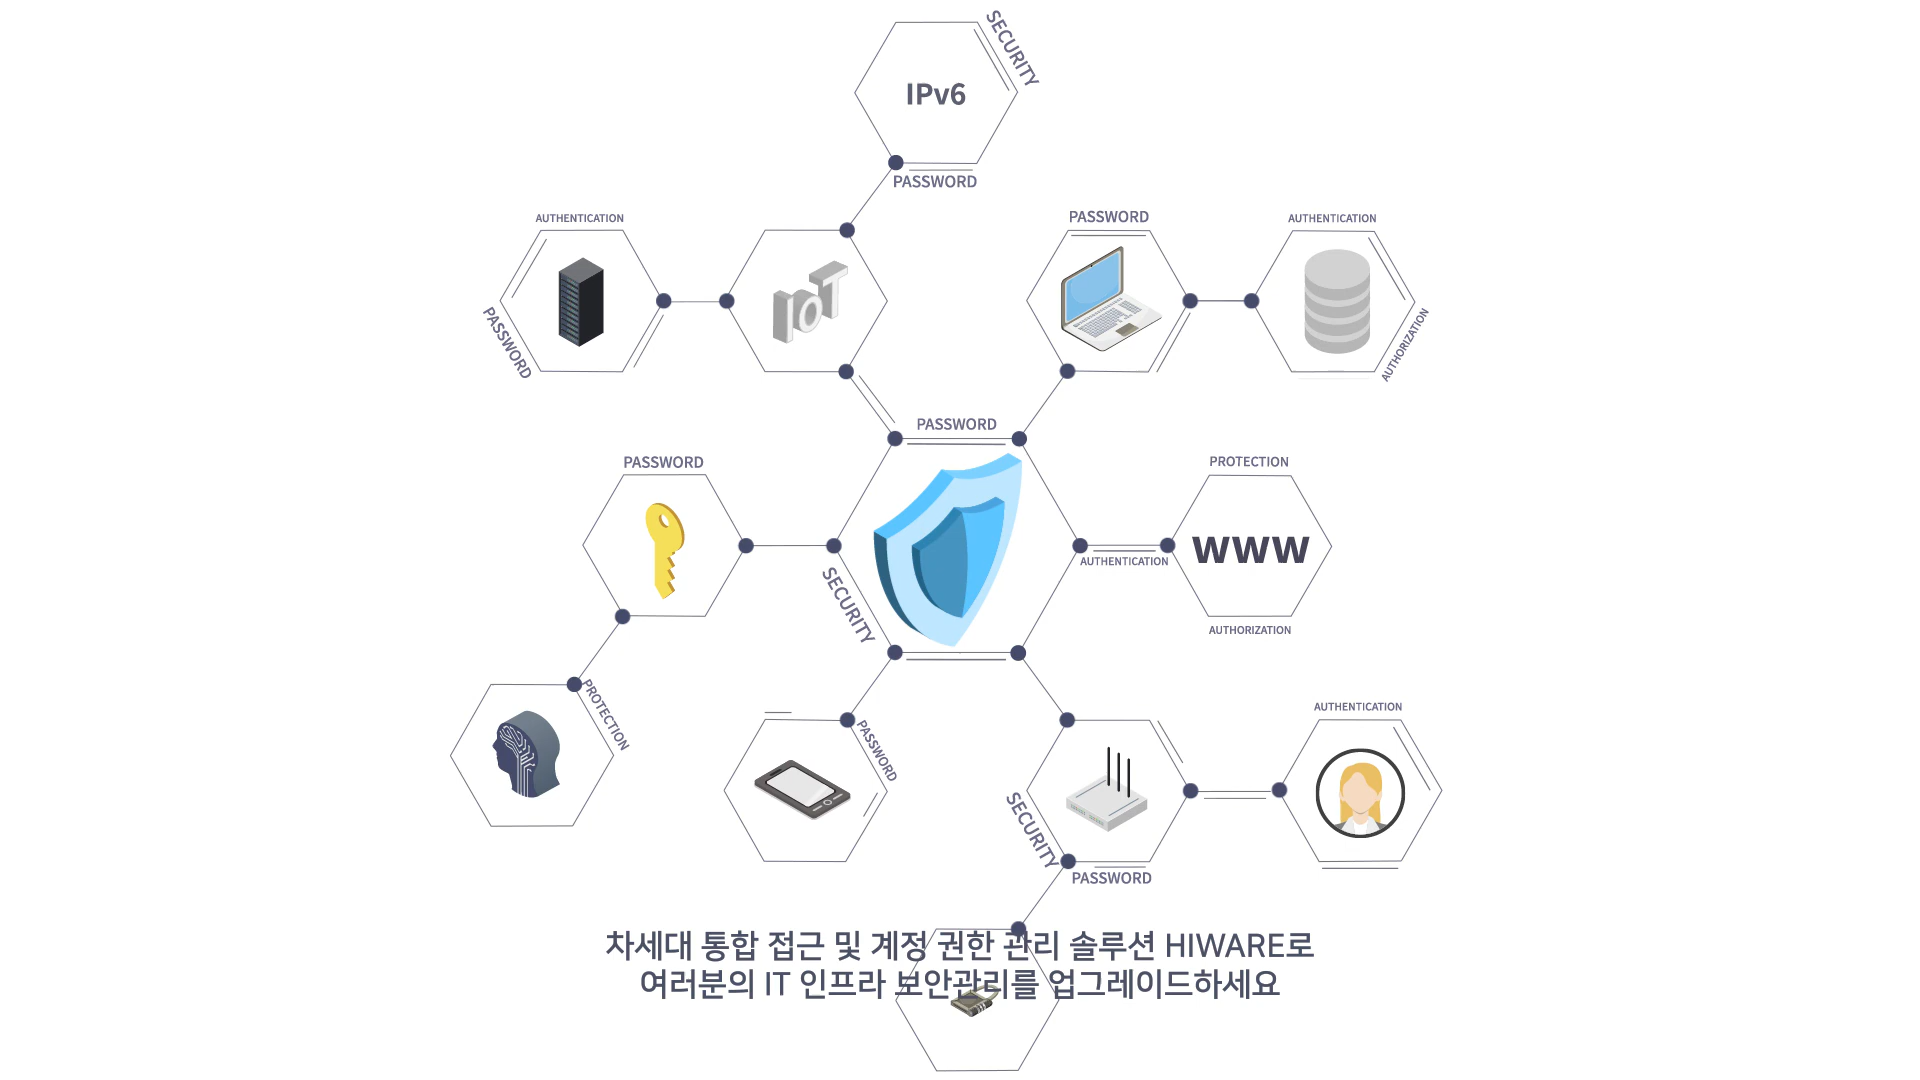 SECURITY
IPv6
PASSWORD
AUTHENTICATION
PASSWORD
AUTHENTICATION
IoT
PASSWORD
AUTHORIZATION
PASSWORD
PASSWORD
PROTECTION
WWW
AUTHENTICATION
SECURITY
AUTHORIZATION
PROTECTION
AUTHENTICATION
PASSWORD
SECURITY
PASSWORD
차세대 통합 접근 및 계정 권한 관리 솔루션 HIWARE로
여러분의 IT 인프라 보안관리를 업그레이드하세요